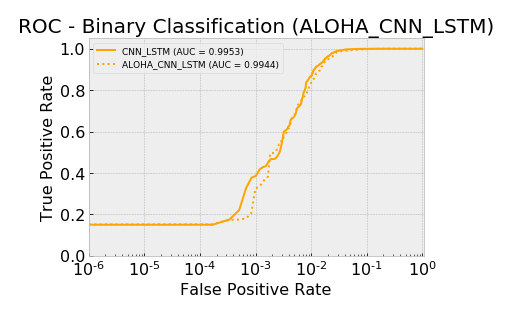 ROC - Binary Classification (ALOHA_CNN_LSTM)
CNN_LSTM (AUC = 0.9953)
ALOHA_CNN_LSTM (AUC = 0.9944)
True Positive Rate
1.0
0.8
0.6
0.4
0.2
0.0
10⁻⁶ 10⁻⁵ 10⁻⁴ 10⁻³ 10⁻² 10⁻¹ 10⁰
False Positive Rate